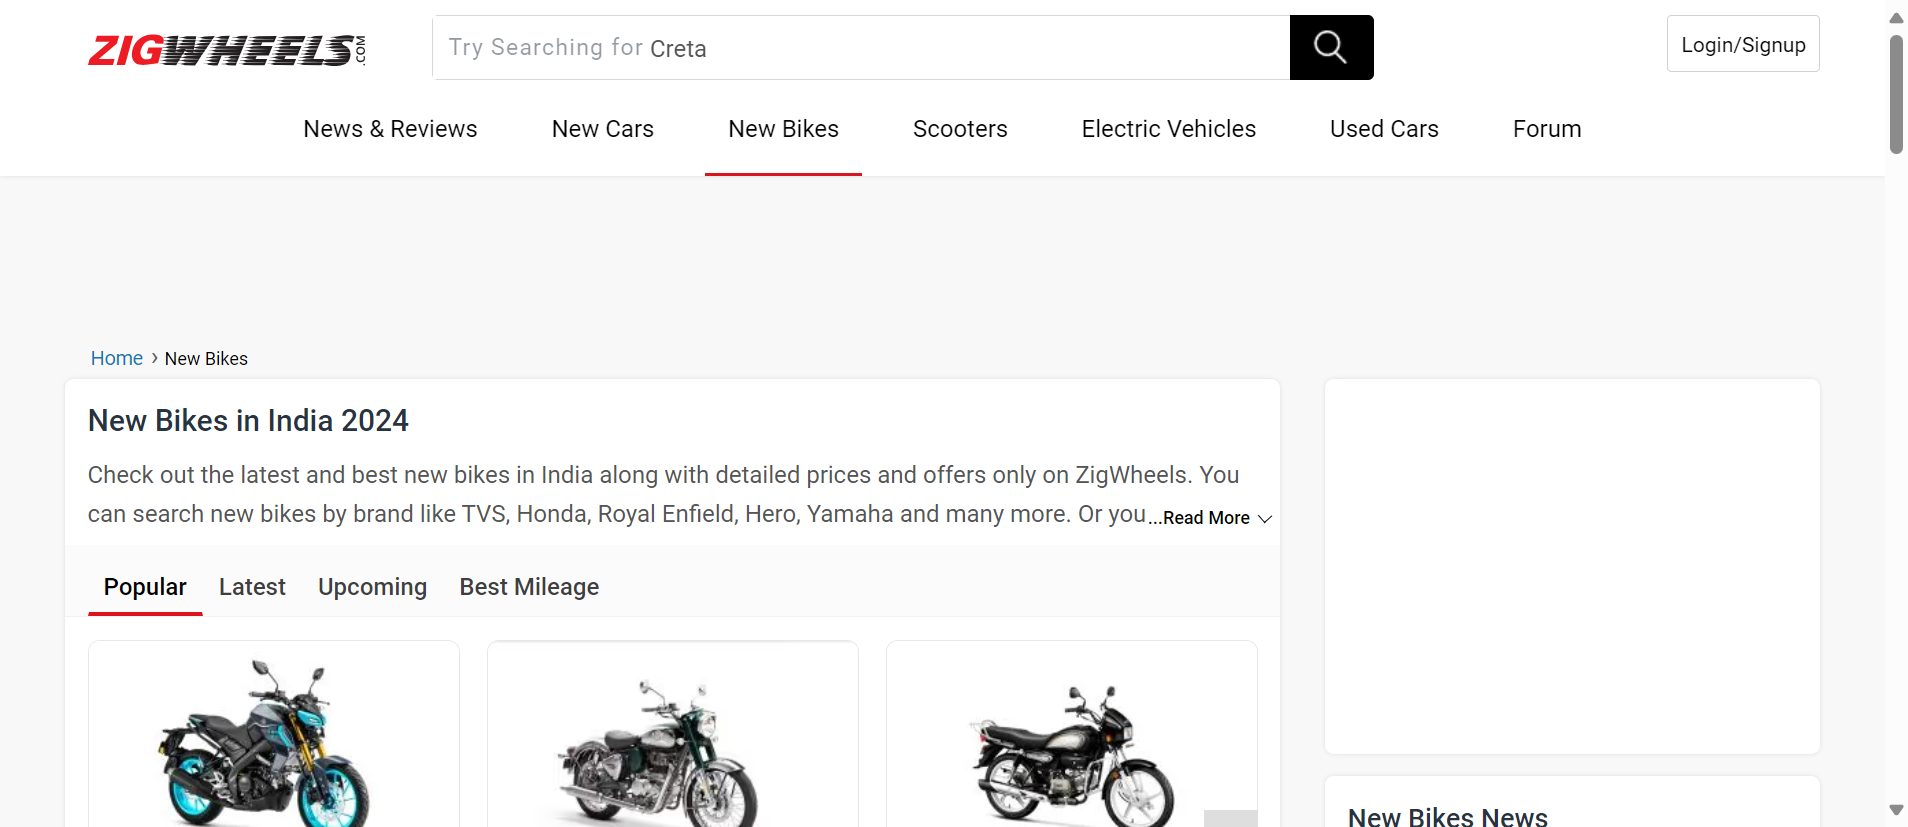 ZIGWHEELS.COM
Try Searching for Creta
Login/Signup
News & Reviews
New Cars
New Bikes
Scooters
Electric Vehicles
Used Cars
Forum
Home › New Bikes
New Bikes in India 2024
Check out the latest and best new bikes in India along with detailed prices and offers only on ZigWheels. You
can search new bikes by brand like TVS, Honda, Royal Enfield, Hero, Yamaha and many more. Or you...Read More
Popular
Latest
Upcoming
Best Mileage
New Bikes News